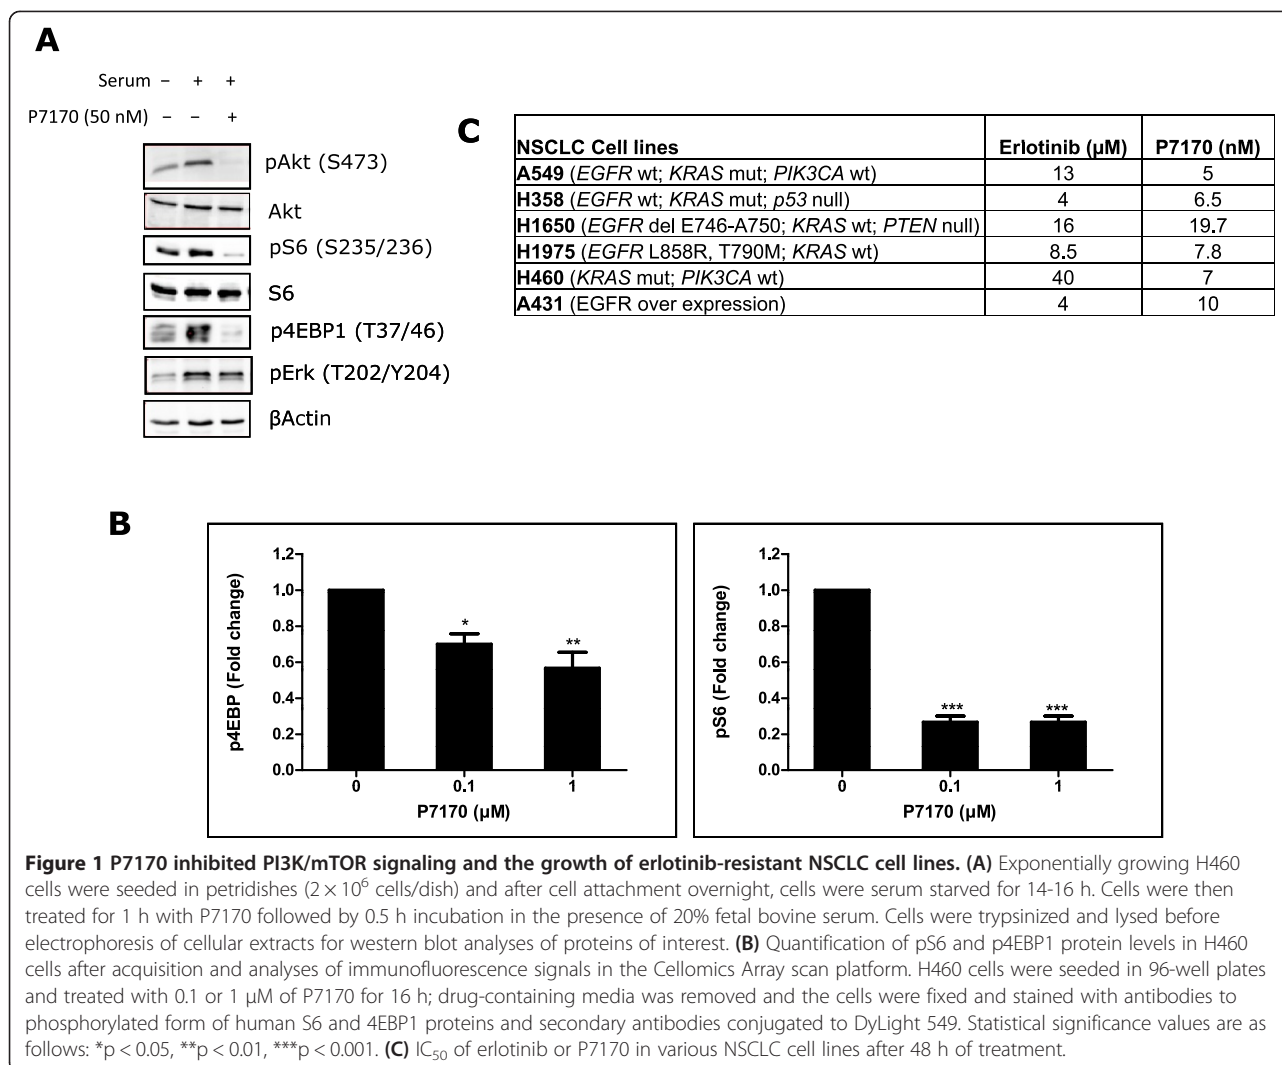 A
Serum – + +
P7170 (50 nM) – – +
pAkt (S473)
Akt
pS6 (S235/236)
S6
p4EBP1 (T37/46)
pErk (T202/Y204)
βActin
C
NSCLC Cell lines Erlotinib (µM) P7170 (nM)
A549 (EGFR wt; KRAS mut; PIK3CA wt) 13 5
H358 (EGFR wt; KRAS mut; p53 null) 4 6.5
H1650 (EGFR del E746-A750; KRAS wt; PTEN null) 16 19.7
H1975 (EGFR L858R, T790M; KRAS wt) 8.5 7.8
H460 (KRAS mut; PIK3CA wt) 40 7
A431 (EGFR over expression) 4 10
B
p4EBP (Fold change)
1.2
1.0
0.8
0.6
0.4
0.2
0.0
* **
0 0.1 1
P7170 (µM)
pS6 (Fold change)
1.2
1.0
0.8
0.6
0.4
0.2
0.0
*** ***
0 0.1 1
P7170 (µM)
Figure 1 P7170 inhibited PI3K/mTOR signaling and the growth of erlotinib-resistant NSCLC cell lines. (A) Exponentially growing H460
cells were seeded in petridishes (2 × 10⁶ cells/dish) and after cell attachment overnight, cells were serum starved for 14-16 h. Cells were then
treated for 1 h with P7170 followed by 0.5 h incubation in the presence of 20% fetal bovine serum. Cells were trypsinized and lysed before
electrophoresis of cellular extracts for western blot analyses of proteins of interest. (B) Quantification of pS6 and p4EBP1 protein levels in H460
cells after acquisition and analyses of immunofluorescence signals in the Cellomics Array scan platform. H460 cells were seeded in 96-well plates
and treated with 0.1 or 1 µM of P7170 for 16 h; drug-containing media was removed and the cells were fixed and stained with antibodies to
phosphorylated form of human S6 and 4EBP1 proteins and secondary antibodies conjugated to DyLight 549. Statistical significance values are as
follows: *p < 0.05, **p < 0.01, ***p < 0.001. (C) IC₅₀ of erlotinib or P7170 in various NSCLC cell lines after 48 h of treatment.